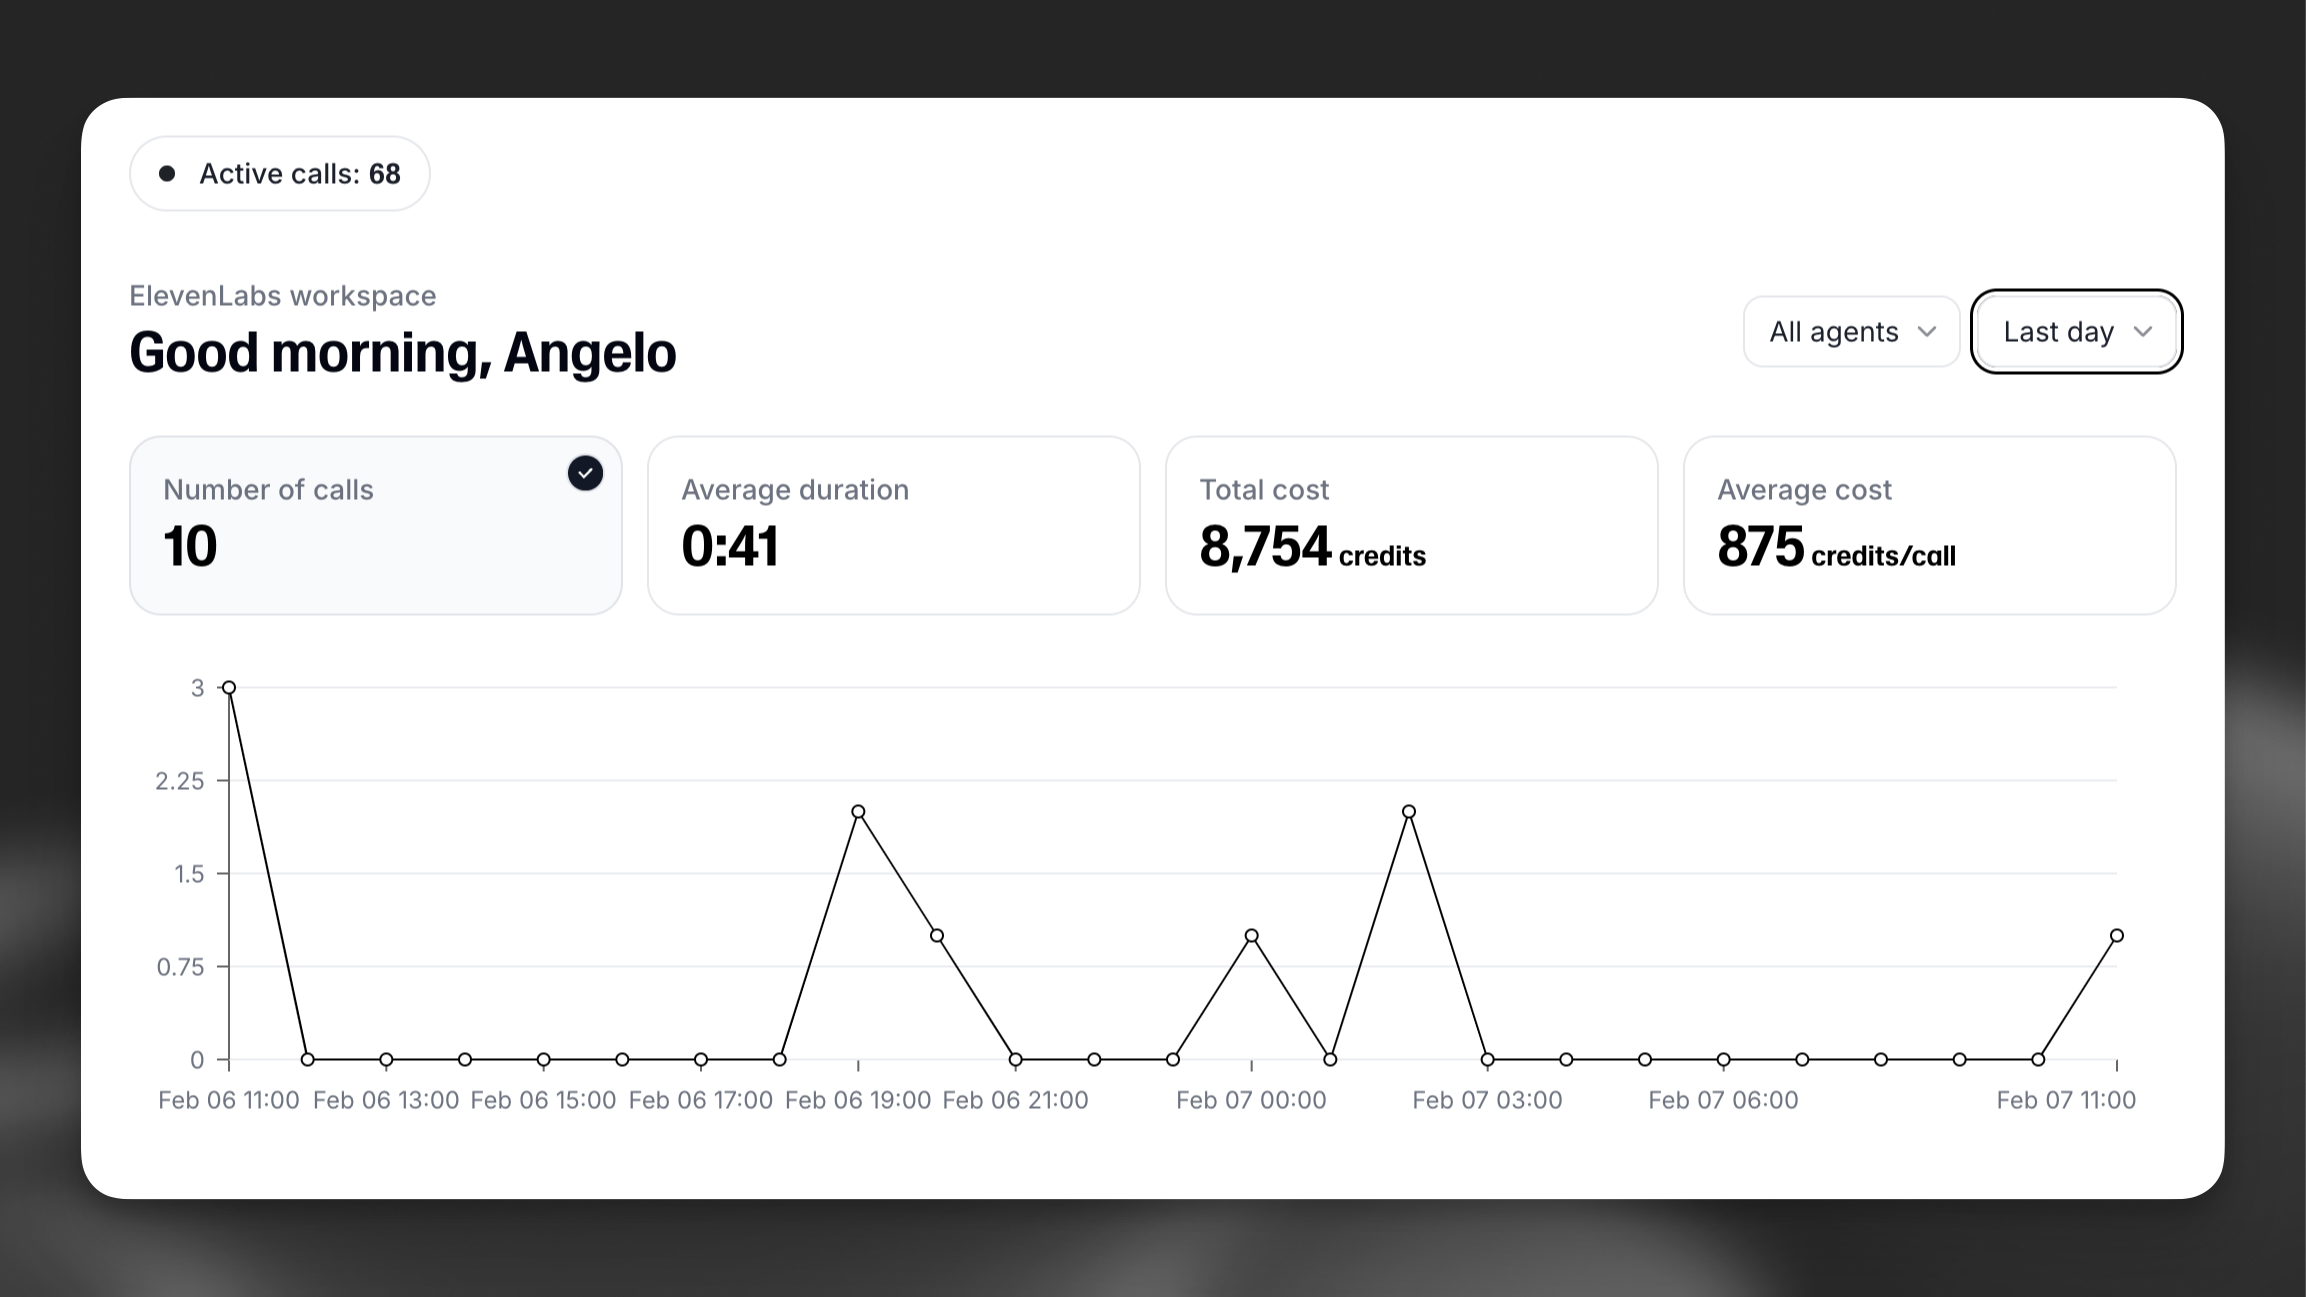 Active calls: 68
ElevenLabs workspace
Good morning, Angelo
All agents
Last day
Number of calls
10
Average duration
0:41
Total cost
8,754 credits
Average cost
875 credits/call
3
2.25
1.5
0.75
0
Feb 06 11:00 Feb 06 13:00 Feb 06 15:00 Feb 06 17:00 Feb 06 19:00 Feb 06 21:00 Feb 07 00:00 Feb 07 03:00 Feb 07 06:00 Feb 07 11:00